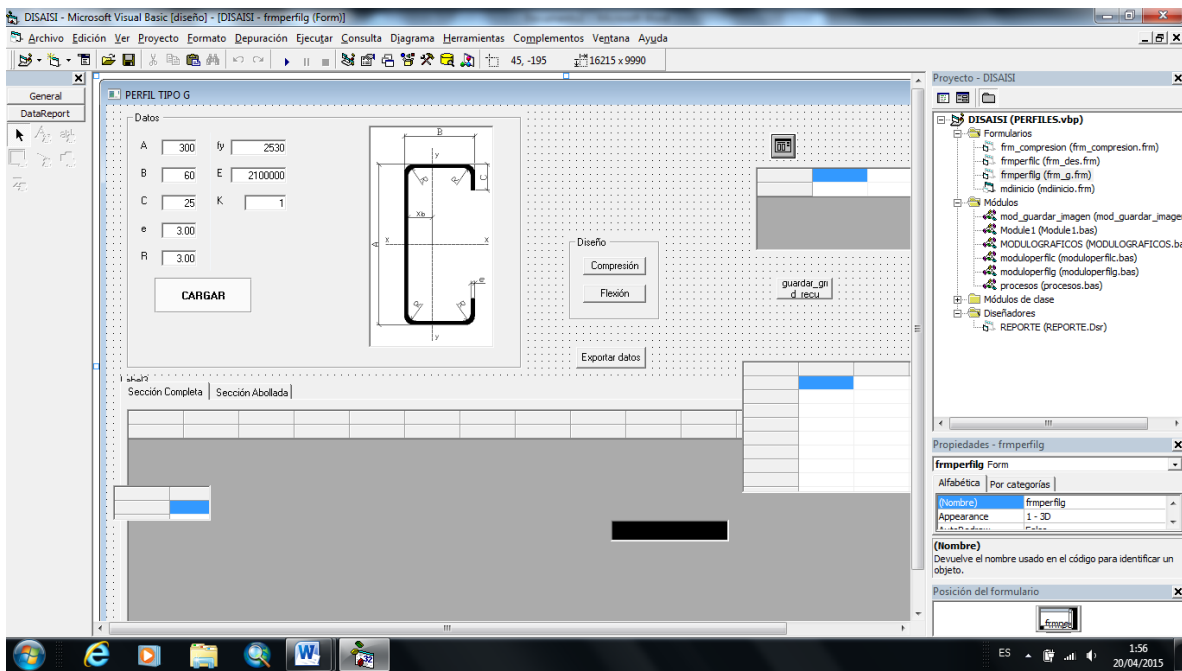 DISAISI - Microsoft Visual Basic [diseño] - [DISAISI - frmperfilg (Form)]
Archivo Edición Ver Proyecto Formato Depuración Ejecutar Consulta Diagrama Herramientas Complementos Ventana Ayuda
45, -195 16215 x 9990
General
DataReport
PERFIL TIPO G
Datos
A 300 fy 2530
B 60 E 2100000
C 25 K 1
e 3.00
R 3.00
CARGAR
B
y
R R C
Xb
A x x
e
R R
y
Diseño
Compresión
Flexión
guardar_gri
d_recu
Exportar datos
Sección Completa Sección Abollada
Proyecto - DISAISI
DISAISI (PERFILES.vbp)
Formularios
frm_compresion (frm_compresion.frm)
frmperfilc (frm_des.frm)
frmperfilg (frm_g.frm)
mdiinicio (mdiinicio.frm)
Módulos
mod_guardar_imagen (mod_guardar_image
Module1 (Module1.bas)
MODULOGRAFICOS (MODULOGRAFICOS.ba
moduloperfilc (moduloperfilc.bas)
moduloperfilg (moduloperfilg.bas)
procesos (procesos.bas)
Módulos de clase
Diseñadores
REPORTE (REPORTE.Dsr)
Propiedades - frmperfilg
frmperfilg Form
Alfabética Por categorías
(Nombre) frmperfilg
Appearance 1 - 3D
(Nombre)
Devuelve el nombre usado en el código para identificar un
objeto.
Posición del formulario
ES 1:56
20/04/2015